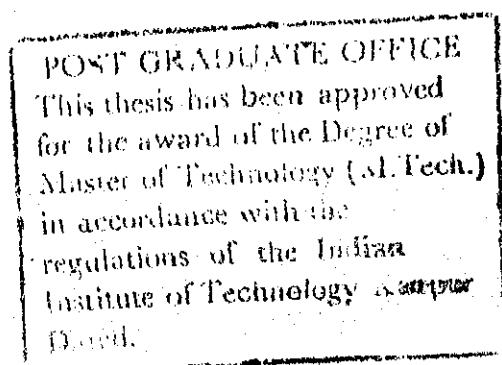 POST GRADUATE OFFICE
This thesis has been approved
for the award of the Degree of
Master of Technology (M.Tech.)
in accordance with the
regulations of the Indian
Institute of Technology Kanpur
Dated.